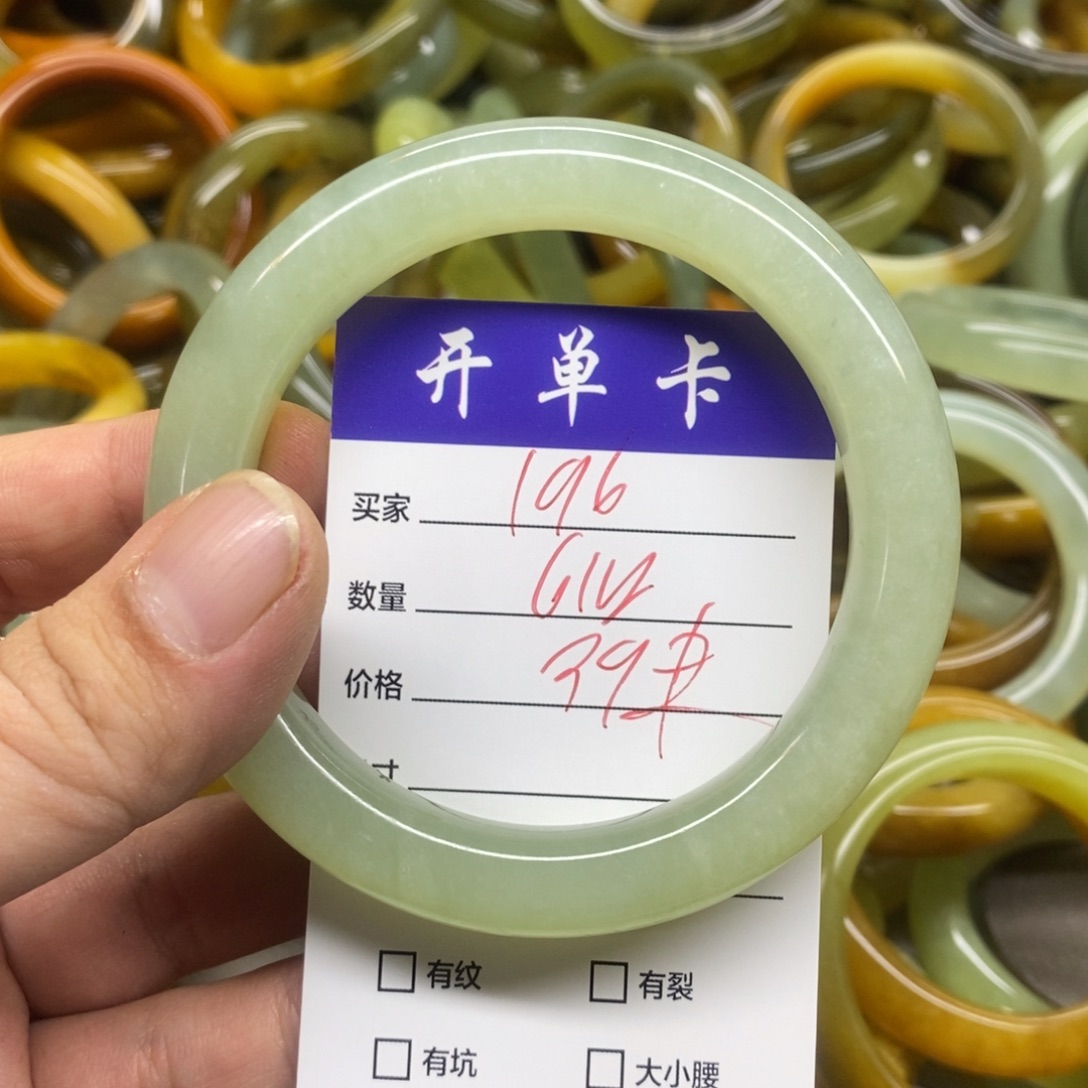 开单卡
买家 196
数量
价格 39
寸
有纹 有裂
有坑 大小腰